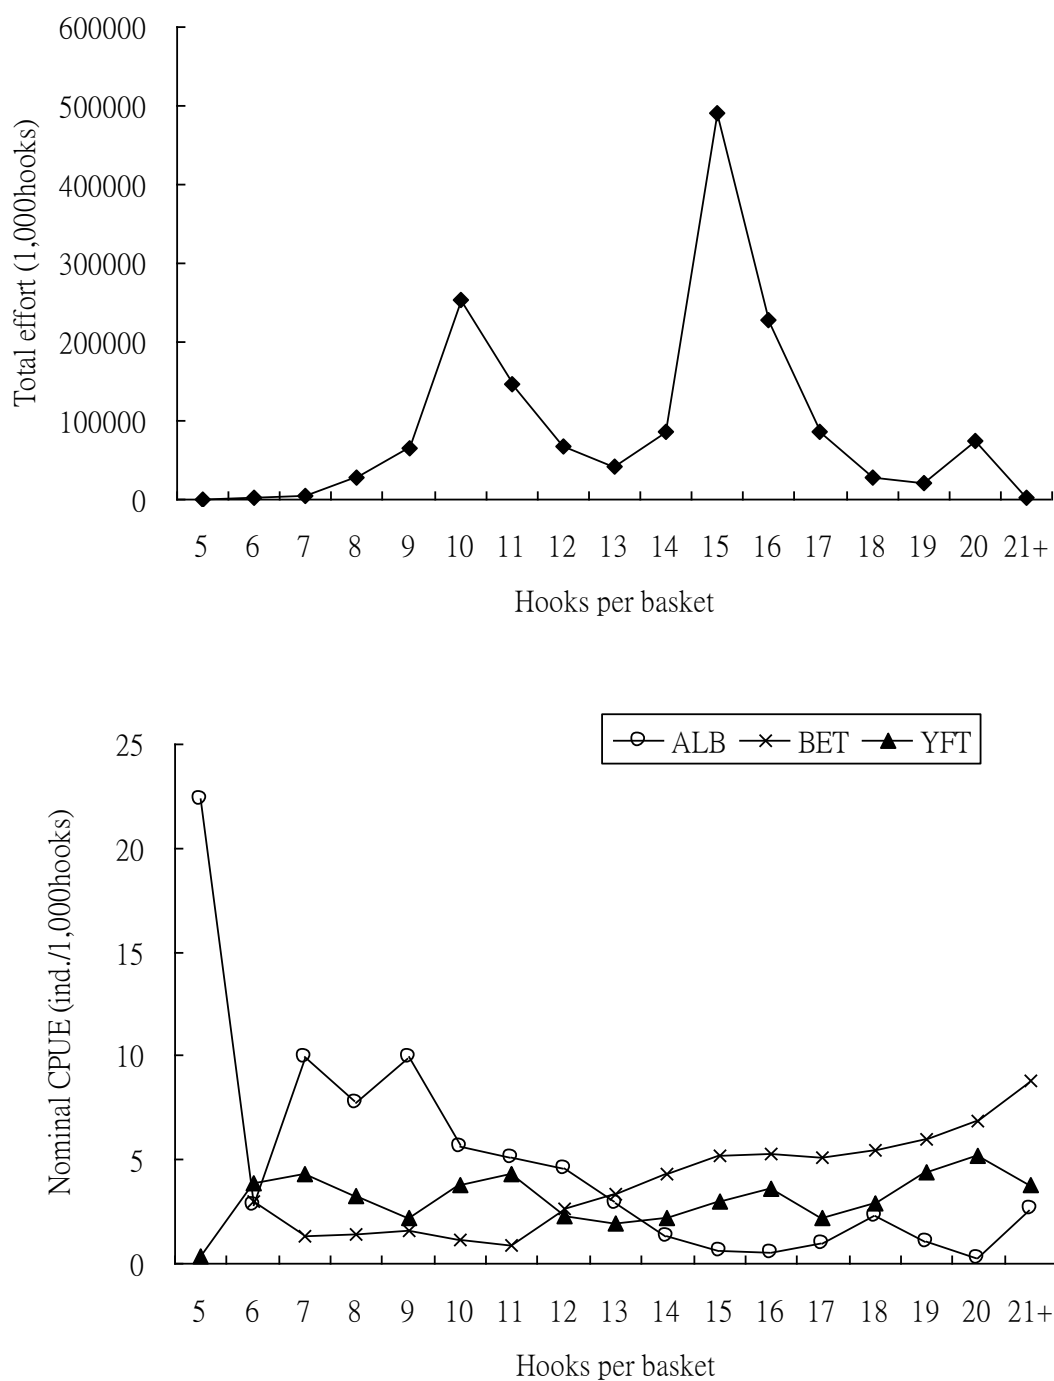 600000
500000
400000
300000
200000
100000
0
Total effort (1,000hooks)
5 6 7 8 9 10 11 12 13 14 15 16 17 18 19 20 21+
Hooks per basket
ALB BET YFT
25
20
15
10
5
0
Nominal CPUE (ind./1,000hooks)
5 6 7 8 9 10 11 12 13 14 15 16 17 18 19 20 21+
Hooks per basket